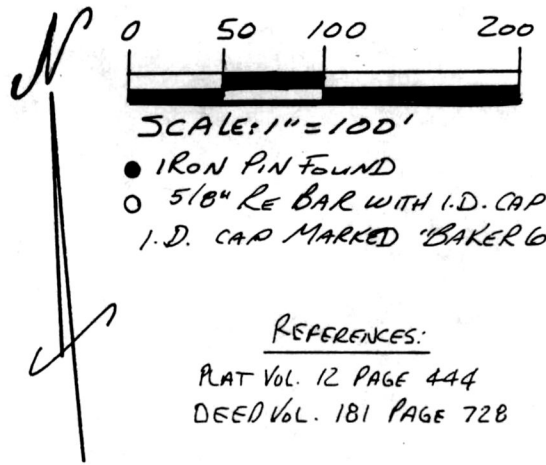 N
0 50 100 200
SCALE: 1" = 100'
● IRON PIN FOUND
○ 5/8" RE BAR WITH I.D. CAP
I.D. CAP MARKED "BAKER 6
REFERENCES:
PLAT VOL. 12 PAGE 444
DEED VOL. 181 PAGE 728